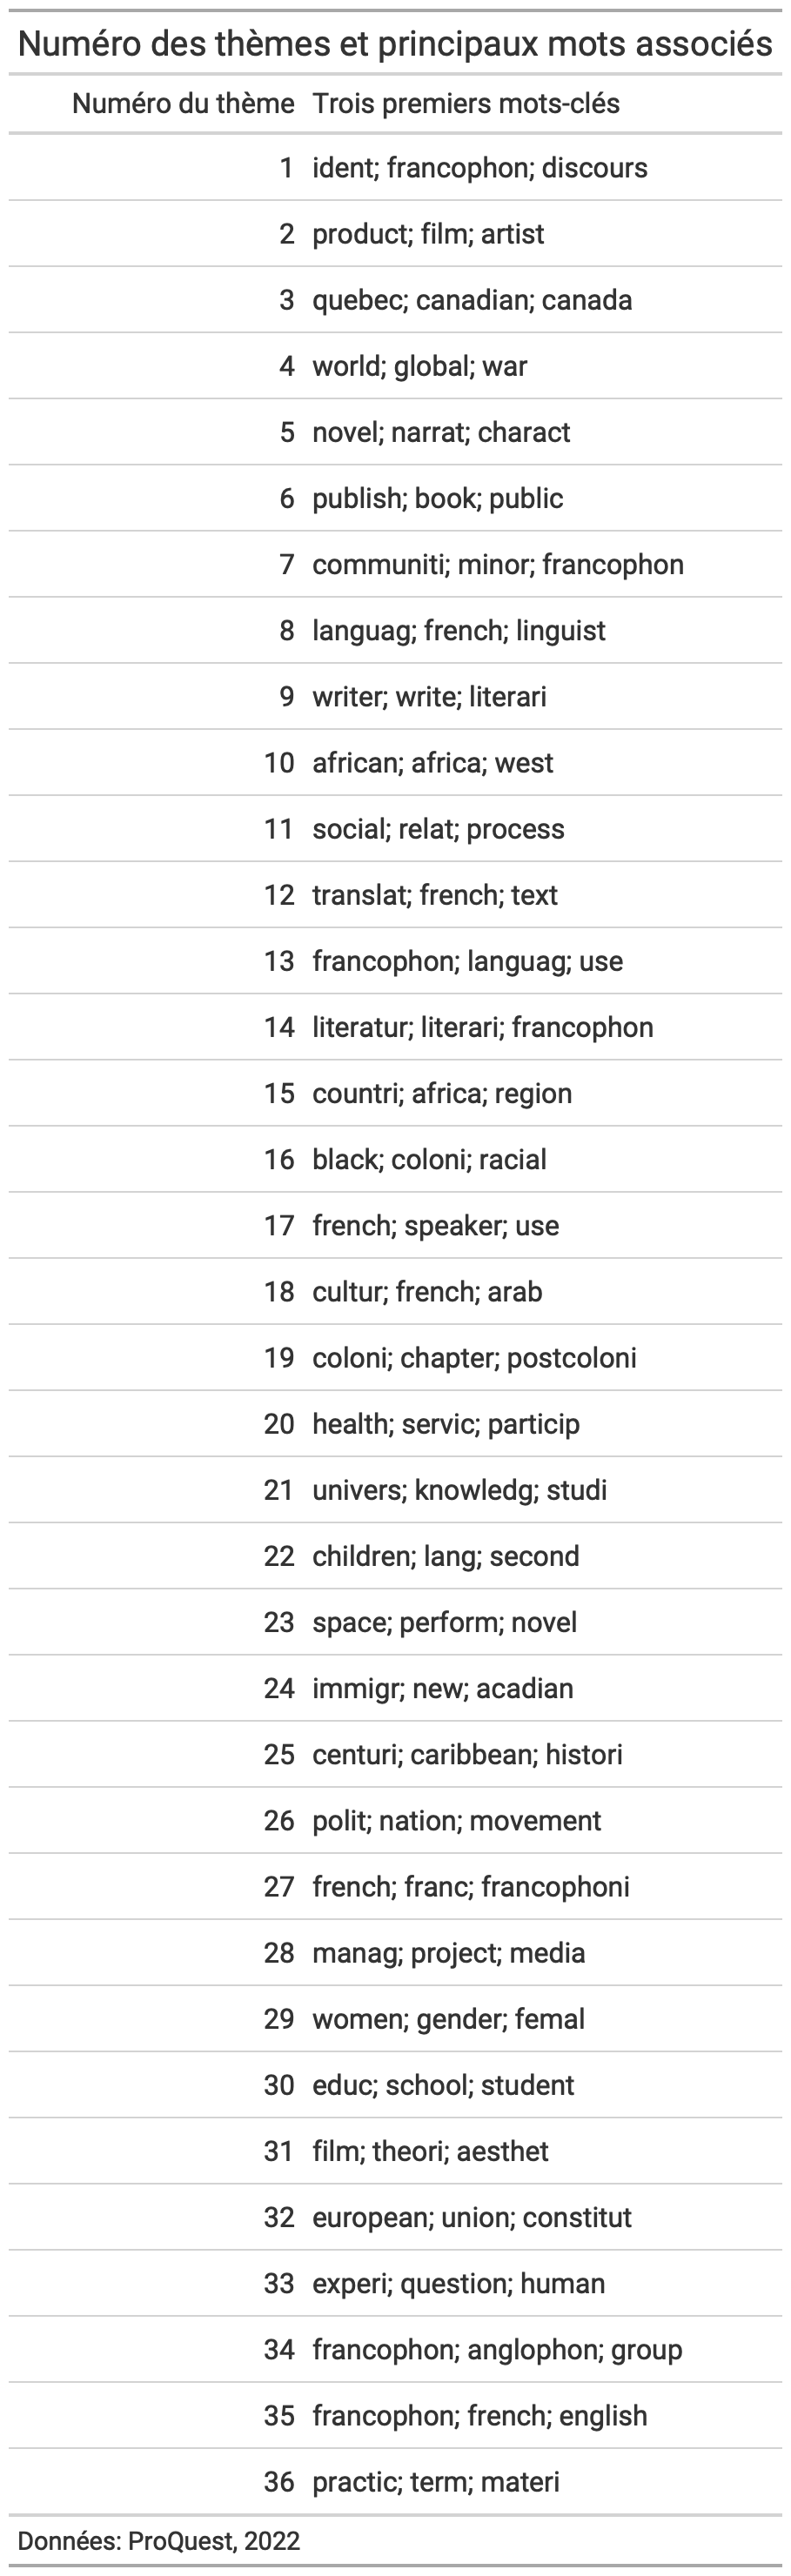 Numéro des thèmes et principaux mots associés
Numéro du thème Trois premiers mots-clés
1 ident; francophon; discours
2 product; film; artist
3 quebec; canadian; canada
4 world; global; war
5 novel; narrat; charact
6 publish; book; public
7 communiti; minor; francophon
8 languag; french; linguist
9 writer; write; literari
10 african; africa; west
11 social; relat; process
12 translat; french; text
13 francophon; languag; use
14 literatur; literari; francophon
15 countri; africa; region
16 black; coloni; racial
17 french; speaker; use
18 cultur; french; arab
19 coloni; chapter; postcoloni
20 health; servic; particip
21 univers; knowledg; studi
22 children; lang; second
23 space; perform; novel
24 immigr; new; acadian
25 centuri; caribbean; histori
26 polit; nation; movement
27 french; franc; francophoni
28 manag; project; media
29 women; gender; femal
30 educ; school; student
31 film; theori; aesthet
32 european; union; constitut
33 experi; question; human
34 francophon; anglophon; group
35 francophon; french; english
36 practic; term; materi
Données: ProQuest, 2022